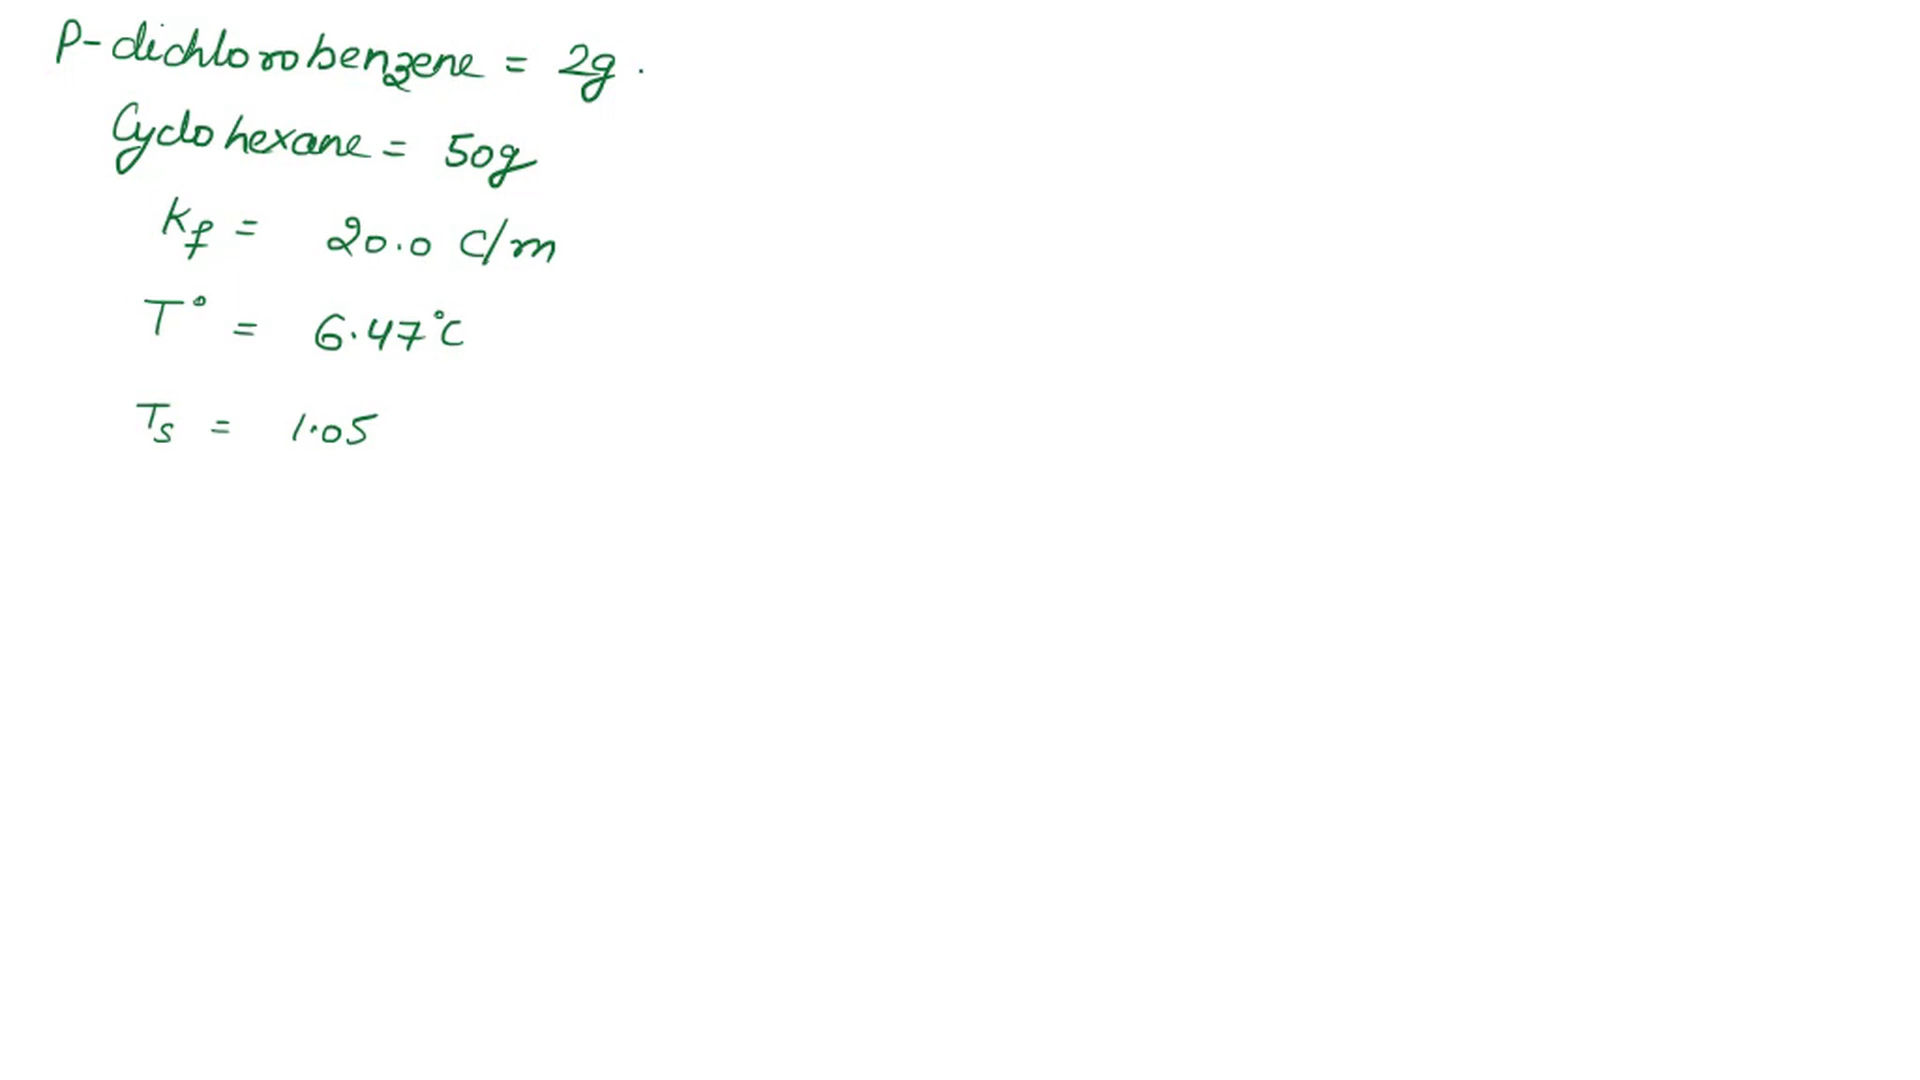 P-dichlorobenzene = 2g.
Cyclohexane = 50g
Kf = 20.0 C/m
T° = 6.47°C
Ts = 1.05